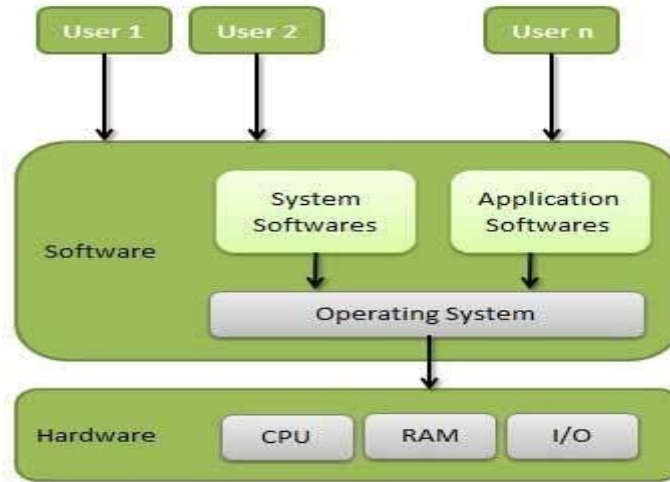 User 1
User 2
User n
System
Softwares
Application
Softwares
Software
Operating System
Hardware
CPU
RAM
I/O